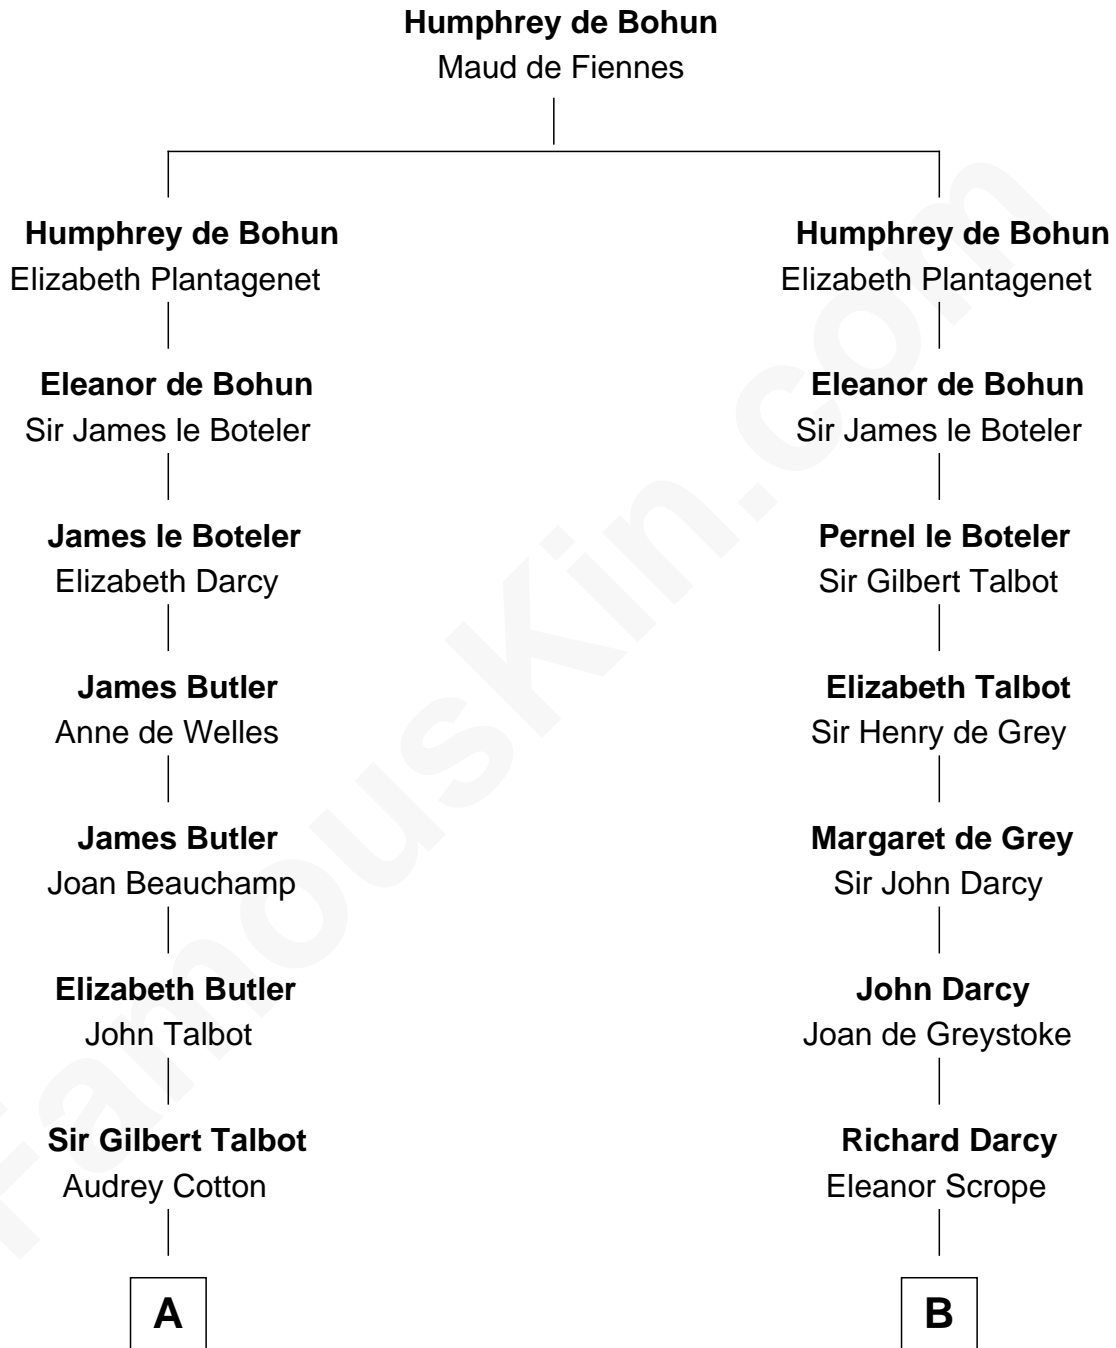 Humphrey de Bohun
Maud de Fiennes
Humphrey de Bohun
Elizabeth Plantagenet
Eleanor de Bohun
Sir James le Boteler
James le Boteler
Elizabeth Darcy
James Butler
Anne de Welles
James Butler
Joan Beauchamp
Elizabeth Butler
John Talbot
Sir Gilbert Talbot
Audrey Cotton
A
Humphrey de Bohun
Elizabeth Plantagenet
Eleanor de Bohun
Sir James le Boteler
Pernel le Boteler
Sir Gilbert Talbot
Elizabeth Talbot
Sir Henry de Grey
Margaret de Grey
Sir John Darcy
John Darcy
Joan de Greystoke
Richard Darcy
Eleanor Scrope
B
FamousKin.com